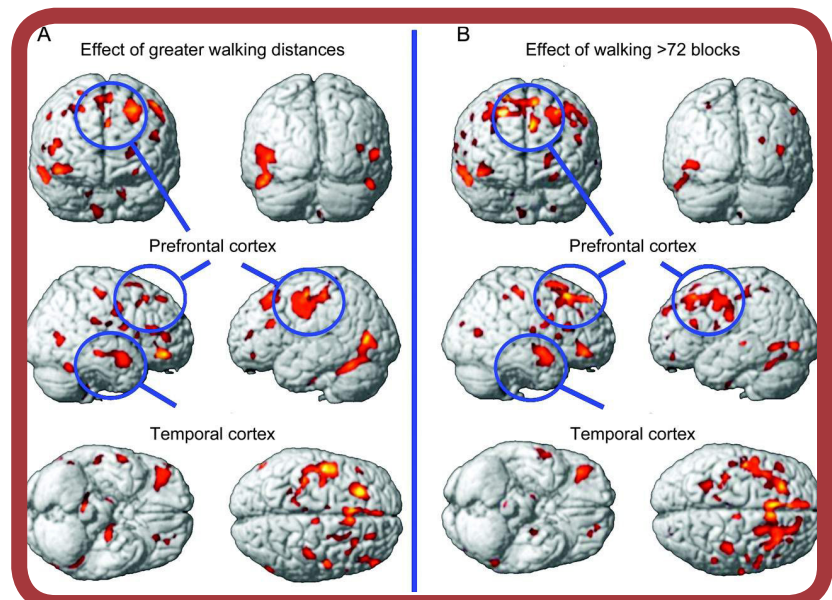 A
Effect of greater walking distances
Prefrontal cortex
Temporal cortex
B
Effect of walking >72 blocks
Prefrontal cortex
Temporal cortex